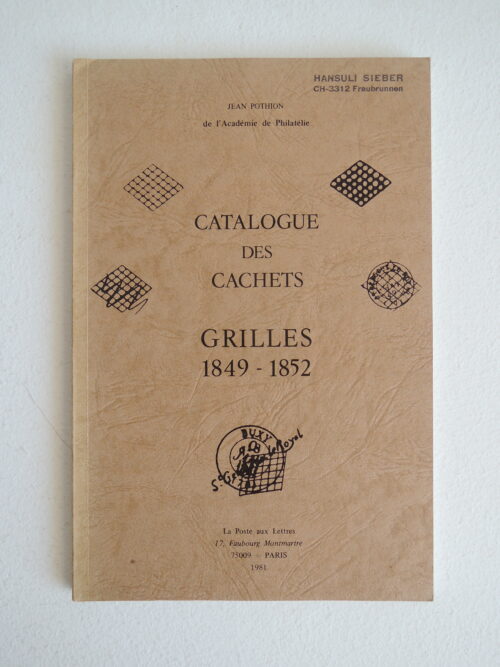 HANSULI SIEBER
CH-3312 Fraubrunnen
JEAN POTHION
de l'Académie de Philatélie
CATALOGUE
DES
CACHETS
GRILLES
1849 - 1852
BUXY
La Poste aux Lettres
17, Faubourg Montmartre
75009 - PARIS
1981